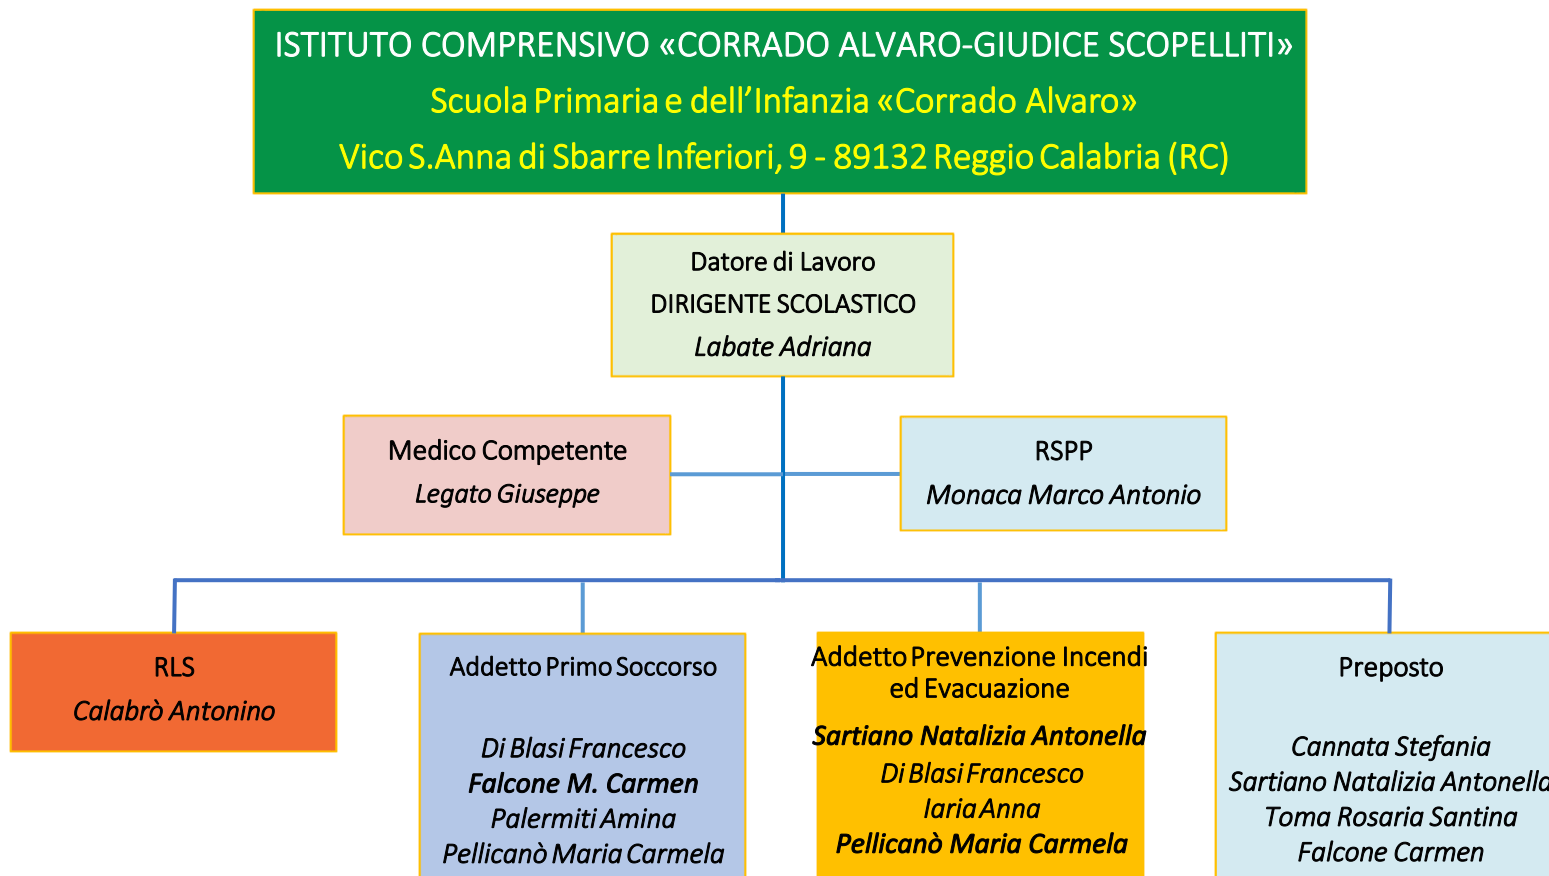 ISTITUTO COMPRENSIVO «CORRADO ALVARO-GIUDICE SCOPELLITI»
Scuola Primaria e dell’Infanzia «Corrado Alvaro»
Vico S.Anna di Sbarre Inferiori, 9 - 89132 Reggio Calabria (RC)
Datore di Lavoro
DIRIGENTE SCOLASTICO
Labate Adriana
Medico Competente
Legato Giuseppe
RSPP
Monaca Marco Antonio
RLS
Calabrò Antonino
Addetto Primo Soccorso
Di Blasi Francesco
Falcone M. Carmen
Palermiti Amina
Pellicanò Maria Carmela
Addetto Prevenzione Incendi
ed Evacuazione
Sartiano Natalizia Antonella
Di Blasi Francesco
Iaria Anna
Pellicanò Maria Carmela
Preposto
Cannata Stefania
Sartiano Natalizia Antonella
Toma Rosaria Santina
Falcone Carmen